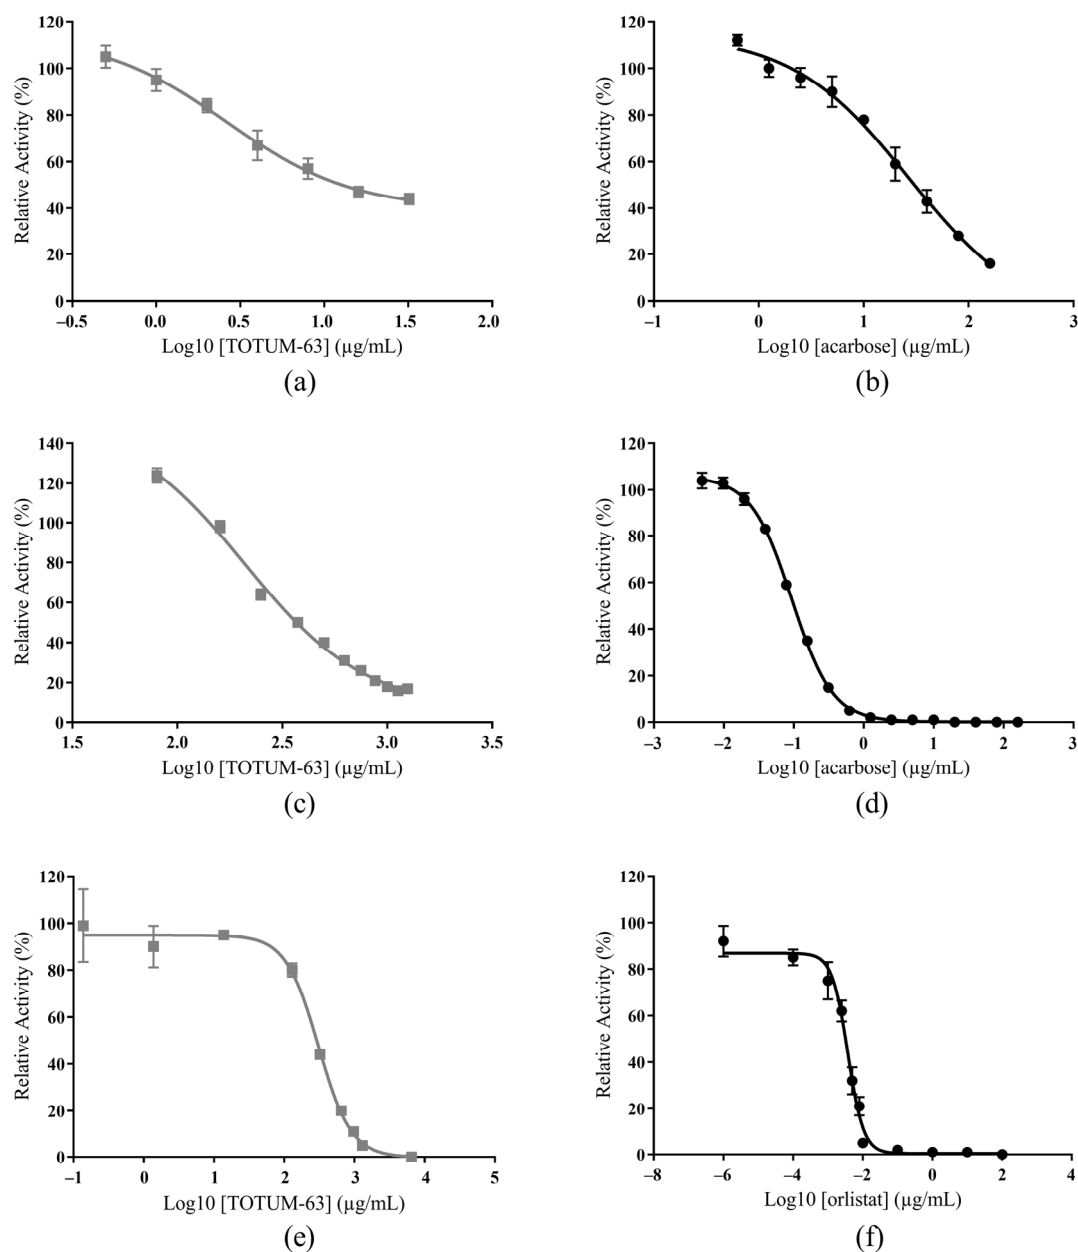 120
100
80
60
40
20
0
Relative Activity (%)
–0.5 0.0 0.5 1.0 1.5 2.0
Log10 [TOTUM-63] (µg/mL)
(a)
120
100
80
60
40
20
0
Relative Activity (%)
–1 0 1 2 3
Log10 [acarbose] (µg/mL)
(b)
140
120
100
80
60
40
20
0
Relative Activity (%)
1.5 2.0 2.5 3.0 3.5
Log10 [TOTUM-63] (µg/mL)
(c)
120
100
80
60
40
20
0
Relative Activity (%)
–3 –2 –1 0 1 2 3
Log10 [acarbose] (µg/mL)
(d)
120
100
80
60
40
20
0
Relative Activity (%)
–1 0 1 2 3 4 5
Log10 [TOTUM-63] (µg/mL)
(e)
120
100
80
60
40
20
0
Relative Activity (%)
–8 –6 –4 –2 0 2 4
Log10 [orlistat] (µg/mL)
(f)